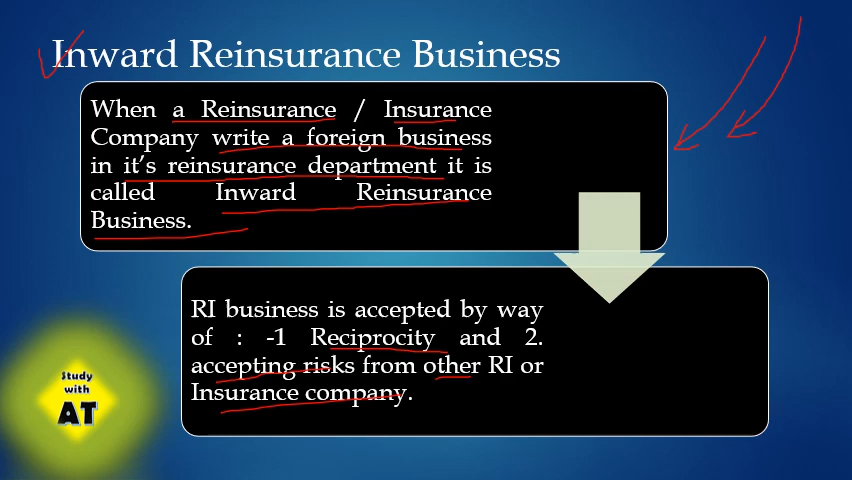 Inward Reinsurance Business
When a Reinsurance / Insurance
Company write a foreign business
in it's reinsurance department it is
called Inward Reinsurance
Business.
RI business is accepted by way
of : -1 Reciprocity and 2.
accepting risks from other RI or
Insurance company.
Study
with
AT